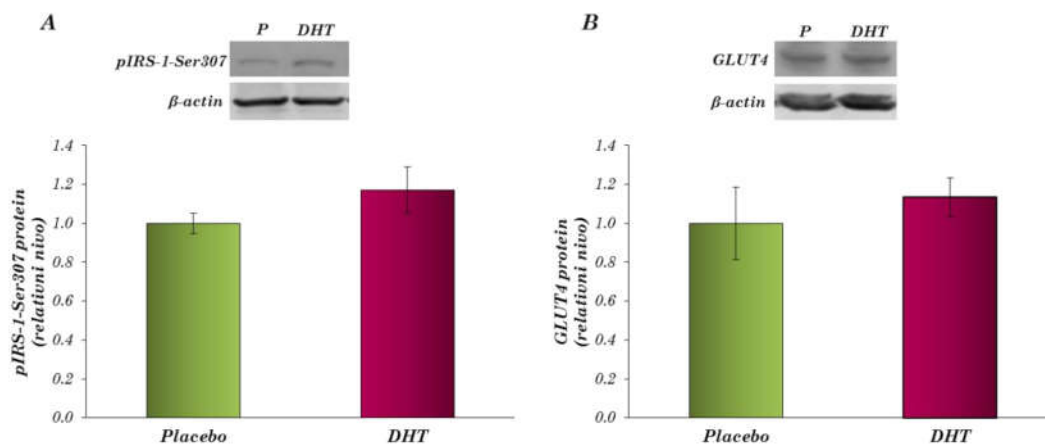 A
P DHT
pIRS-1-Ser307
β-actin
pIRS-1-Ser307 protein
(relativni nivo)
1.4
1.2
1.0
0.8
0.6
0.4
0.2
0.0
Placebo DHT
B
P DHT
GLUT4
β-actin
GLUT4 protein
(relativni nivo)
1.4
1.2
1.0
0.8
0.6
0.4
0.2
0.0
Placebo DHT